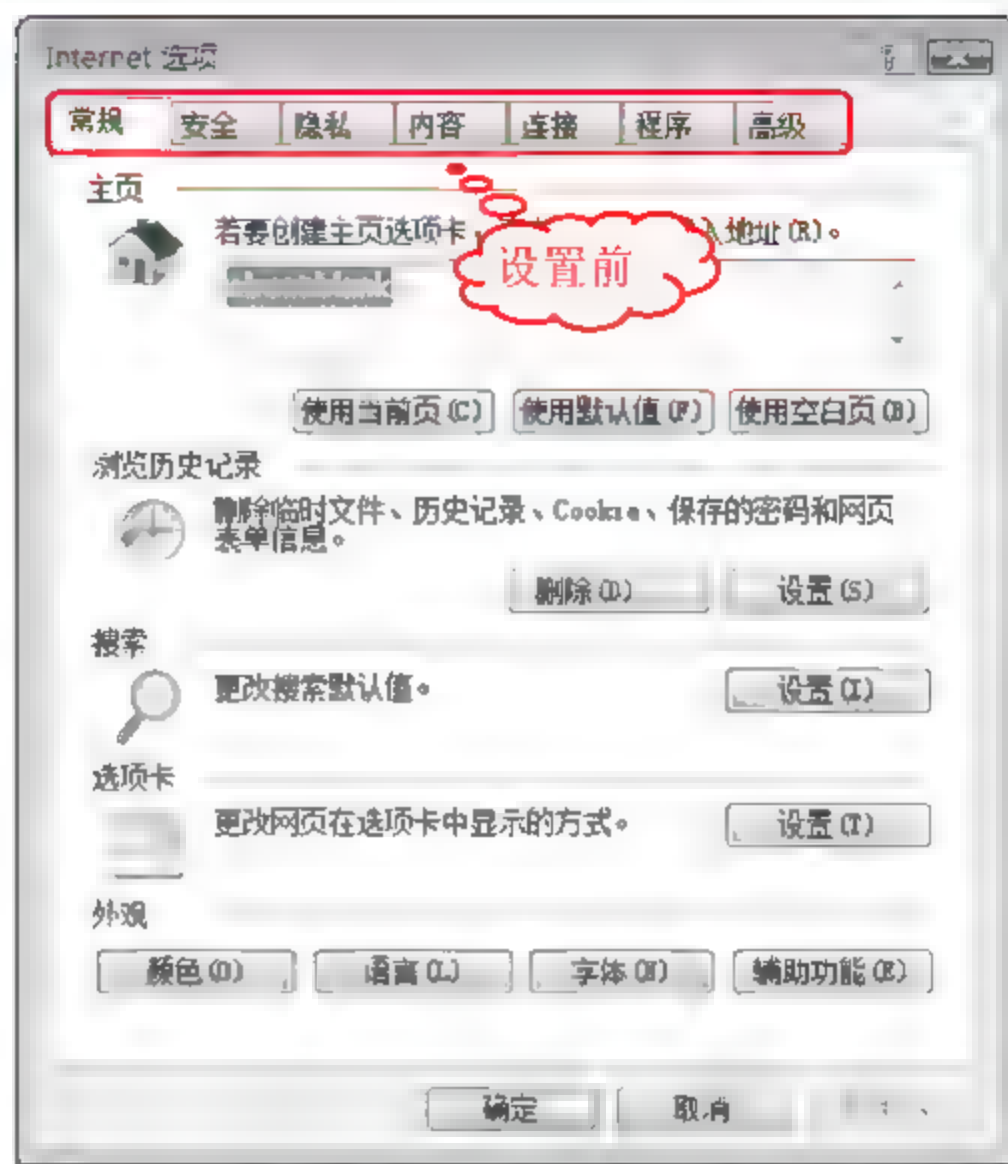 Internet 选项
常规 安全 隐私 内容 连接 程序 高级
主页
若要创建主页选项卡, 入地址(R)。
设置前
使用当前页(C) 使用默认值(F) 使用空白页(B)
浏览历史记录
删除临时文件、历史记录、Cookie、保存的密码和网页
表单信息。
删除(D) 设置(S)
搜索
更改搜索默认值。 设置(I)
选项卡
更改网页在选项卡中显示的方式。 设置(T)
外观
颜色(O) 语言(L) 字体(N) 辅助功能(E)
确定 取消